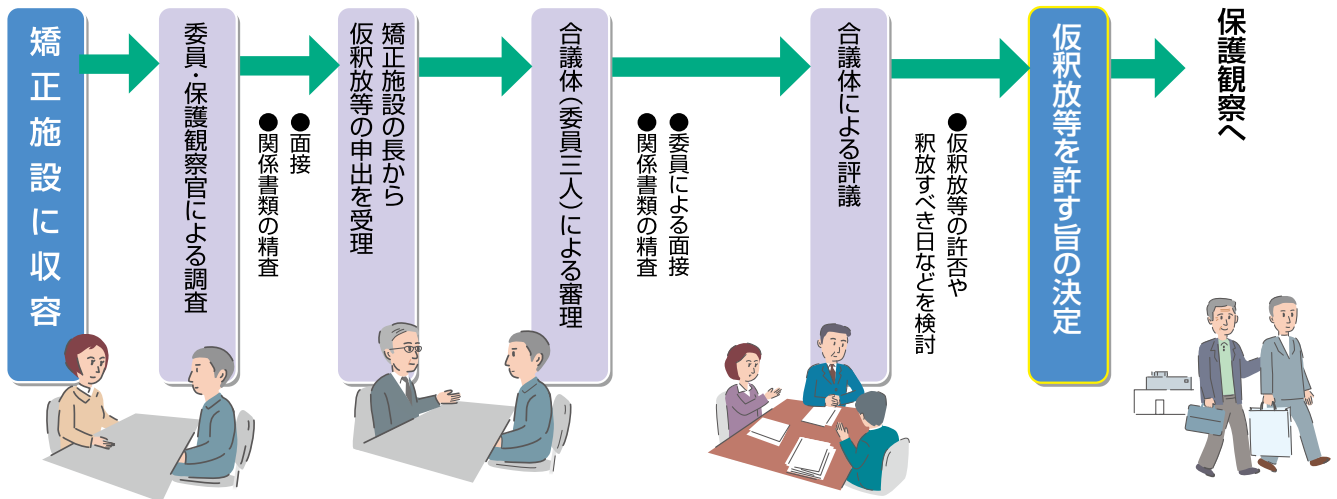 矯正施設に収容
委員・保護観察官による調査
●面接
●関係書類の精査
矯正施設の長から
仮釈放等の申出を受理
合議体（委員三人）による審理
●委員による面接
●関係書類の精査
合議体による評議
●仮釈放等の許否や
釈放すべき日などを検討
仮釈放等を許す旨の決定
保護観察へ